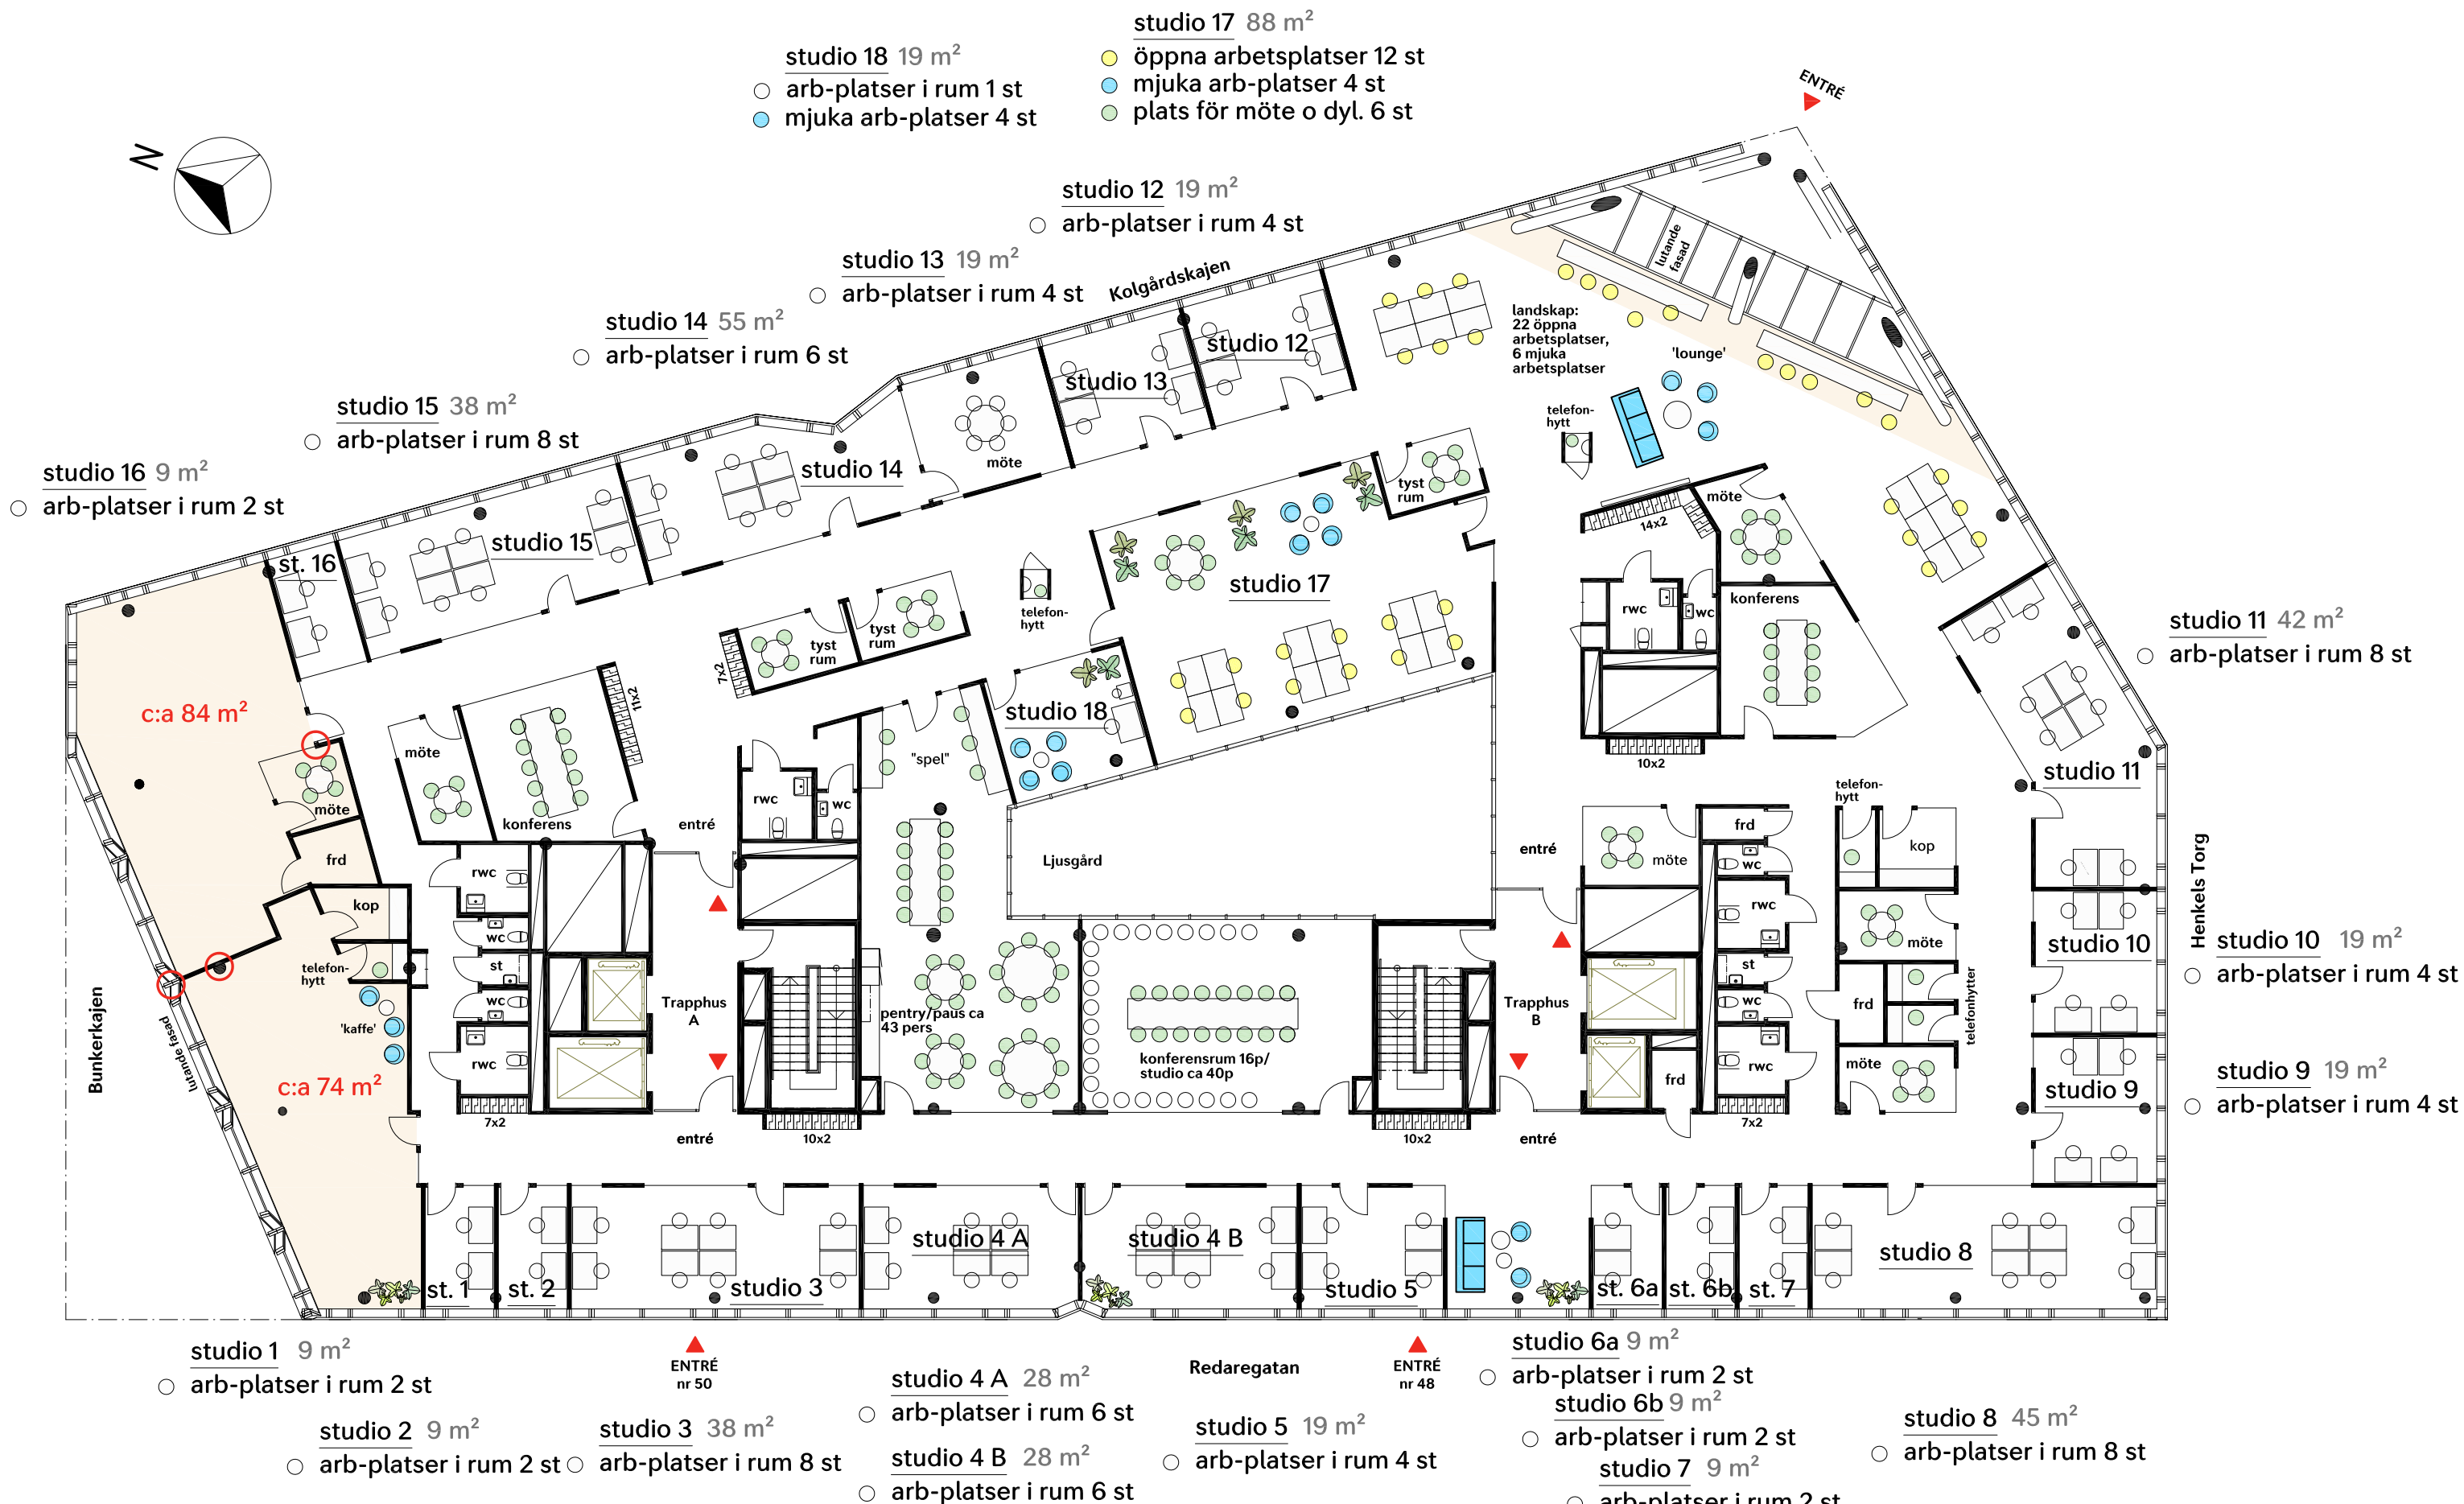 studio 17 88 m²
öppna arbetsplatser 12 st
mjuka arb-platser 4 st
plats för möte o dyl. 6 st
studio 18 19 m²
arb-platser i rum 1 st
mjuka arb-platser 4 st
ENTRÉ
N
studio 12 19 m²
arb-platser i rum 4 st
studio 13 19 m²
arb-platser i rum 4 st
Kolgårdskajen
studio 14 55 m²
arb-platser i rum 6 st
studio 15 38 m²
arb-platser i rum 8 st
studio 16 9 m²
arb-platser i rum 2 st
lutande
fasad
landskap:
22 öppna
arbetsplatser,
6 mjuka
arbetsplatser
'lounge'
studio 12
studio 13
telefon-
hytt
möte
studio 14
tyst
rum
studio 15
st. 16
möte
14x2
studio 17
konferens
rwc
wc
telefon-
hytt
tyst
rum
tyst
rum
7x2
11x2
studio 11 42 m²
arb-platser i rum 8 st
c:a 84 m²
studio 18
möte
"spel"
10x2
studio 11
telefon-
hytt
möte
konferens
entré
rwc
wc
frd
kop
entré
möte
wc
Ljusgård
frd
rwc
kop
rwc
Henkels Torg
wc
möte
studio 10
studio 10 19 m²
arb-platser i rum 4 st
telefon-
hytt
st
st
wc
wc
frd
telefonhytter
Trapphus
A
Trapphus
B
pentry/paus ca
43 pers
'kaffe'
lutande fasad
Bunkerkajen
c:a 74 m²
rwc
konferensrum 16p/
studio ca 40p
frd
rwc
möte
studio 9
studio 9 19 m²
arb-platser i rum 4 st
7x2
entré
10x2
10x2
entré
7x2
st. 1
st. 2
studio 3
studio 4 A
studio 4 B
studio 5
st. 6a
st. 6b
st. 7
studio 8
studio 1 9 m²
arb-platser i rum 2 st
ENTRÉ
nr 50
Redaregatan
ENTRÉ
nr 48
studio 6a 9 m²
arb-platser i rum 2 st
studio 4 A 28 m²
arb-platser i rum 6 st
studio 6b 9 m²
arb-platser i rum 2 st
studio 2 9 m²
arb-platser i rum 2 st
studio 3 38 m²
arb-platser i rum 8 st
studio 5 19 m²
arb-platser i rum 4 st
studio 8 45 m²
arb-platser i rum 8 st
studio 4 B 28 m²
arb-platser i rum 6 st
studio 7 9 m²
arb-platser i rum 2 st